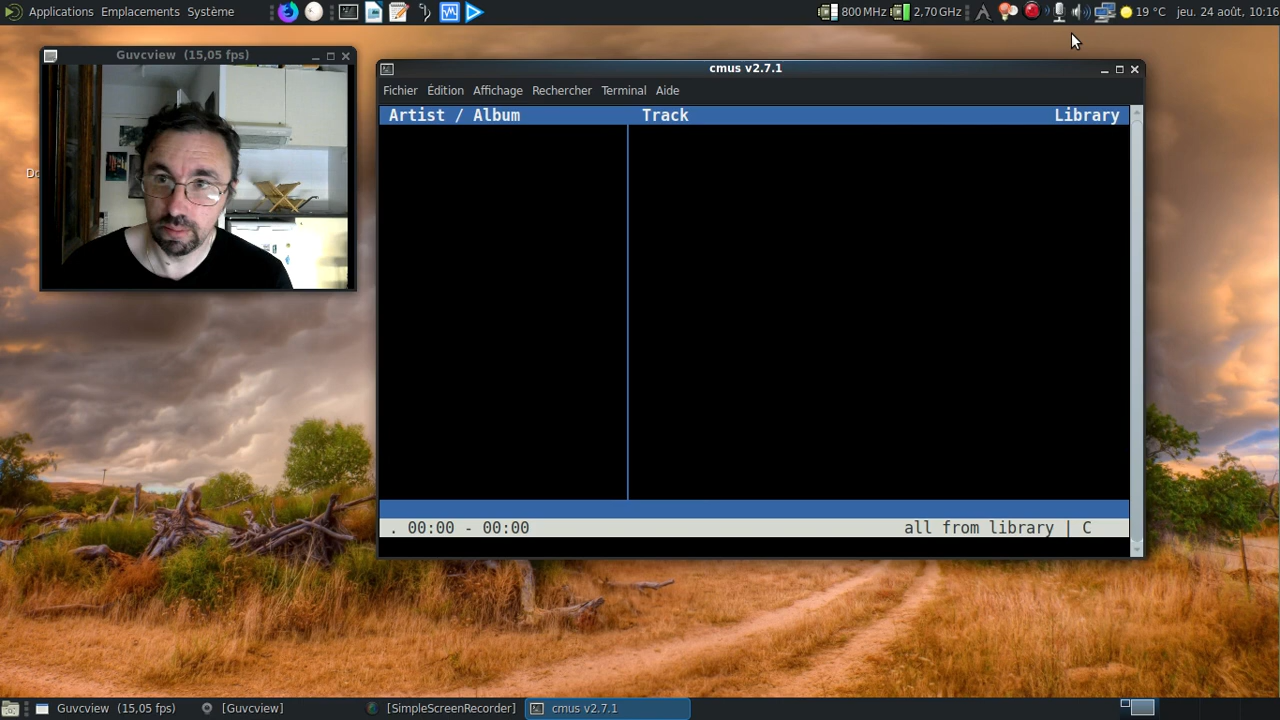 Applications Emplacements Système 800 MHz 2,70 GHz 19 °C jeu. 24 août, 10:16
Guvcview (15,05 fps)
cmus v2.7.1
Fichier Édition Affichage Rechercher Terminal Aide
Artist / Album Track Library
. 00:00 - 00:00 all from library | C
Guvcview (15,05 fps) [Guvcview] [SimpleScreenRecorder] cmus v2.7.1